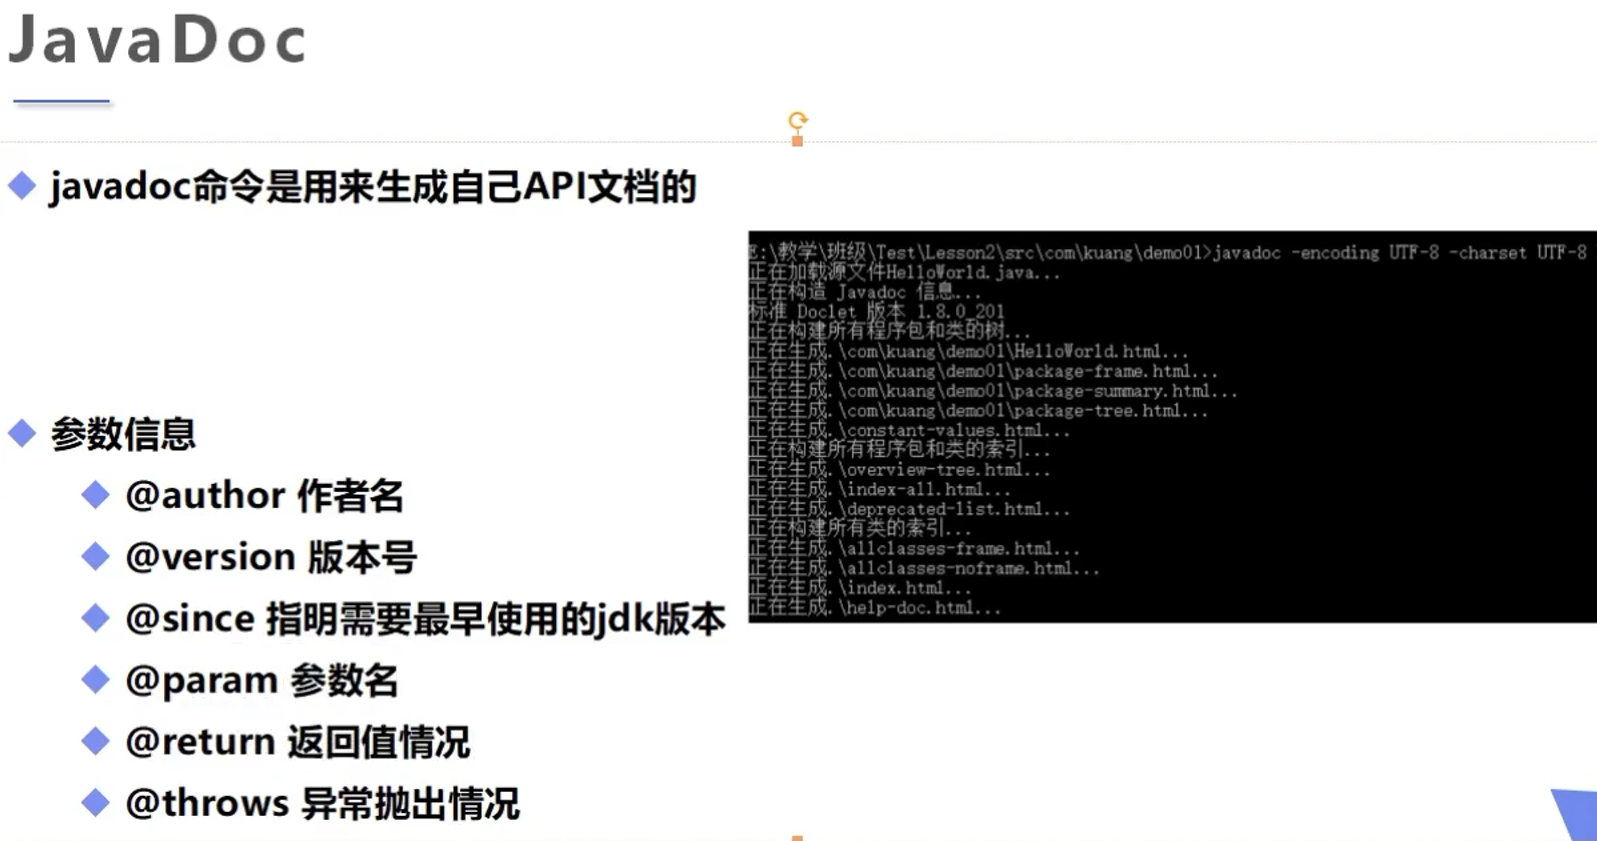 JavaDoc
javadoc命令是用来生成自己API文档的
参数信息
@author 作者名
@version 版本号
@since 指明需要最早使用的jdk版本
@param 参数名
@return 返回值情况
@throws 异常抛出情况
E:\教学\班级\Test\Lesson2\src\com\kuang\demo01>javadoc -encoding UTF-8 -charset UTF-8
正在加载源文件HelloWorld.java...
正在构造 Javadoc 信息...
标准 Doclet 版本 1.8.0_201
正在构建所有程序包和类的树...
正在生成.\com\kuang\demo01\HelloWorld.html...
正在生成.\com\kuang\demo01\package-frame.html...
正在生成.\com\kuang\demo01\package-summary.html...
正在生成.\com\kuang\demo01\package-tree.html...
正在生成.\constant-values.html...
正在构建所有程序包和类的索引...
正在生成.\overview-tree.html...
正在生成.\index-all.html...
正在生成.\deprecated-list.html...
正在构建所有类的索引...
正在生成.\allclasses-frame.html...
正在生成.\allclasses-noframe.html...
正在生成.\index.html...
正在生成.\help-doc.html...